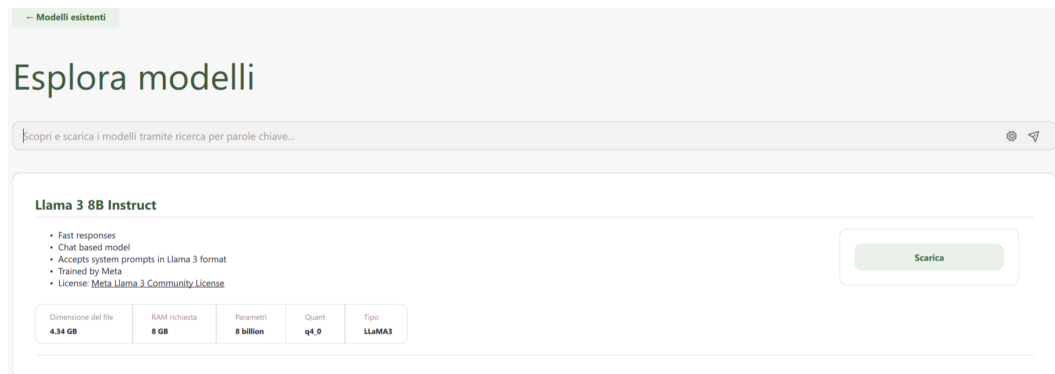 ← Modelli esistenti
Esplora modelli
Scopri e scarica i modelli tramite ricerca per parole chiave...
Llama 3 8B Instruct
• Fast responses
• Chat based model
• Accepts system prompts in Llama 3 format
• Trained by Meta
• License: Meta Llama 3 Community License
Scarica
Dimensione del file RAM richiesta Parametri Quant Tipo
4.34 GB 8 GB 8 billion q4_0 LLaMA3